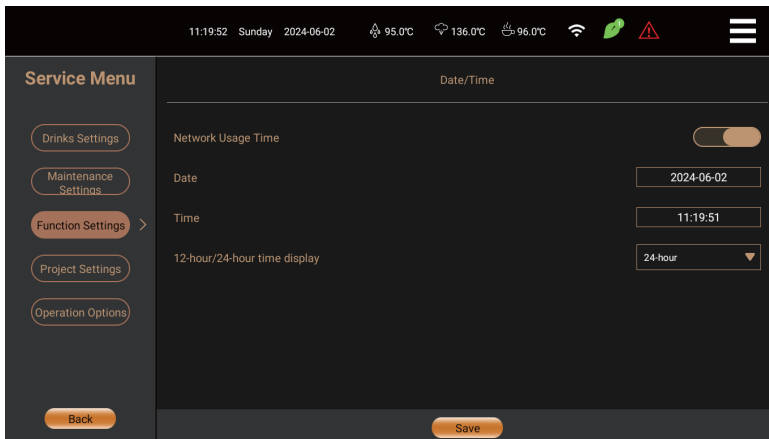 11:19:52 Sunday 2024-06-02 95.0℃ 136.0℃ 96.0℃ 1
Service Menu
Date/Time
Drinks Settings
Network Usage Time
Maintenance
Settings
Date 2024-06-02
Function Settings >
Time 11:19:51
12-hour/24-hour time display 24-hour
Project Settings
Operation Options
Back
Save